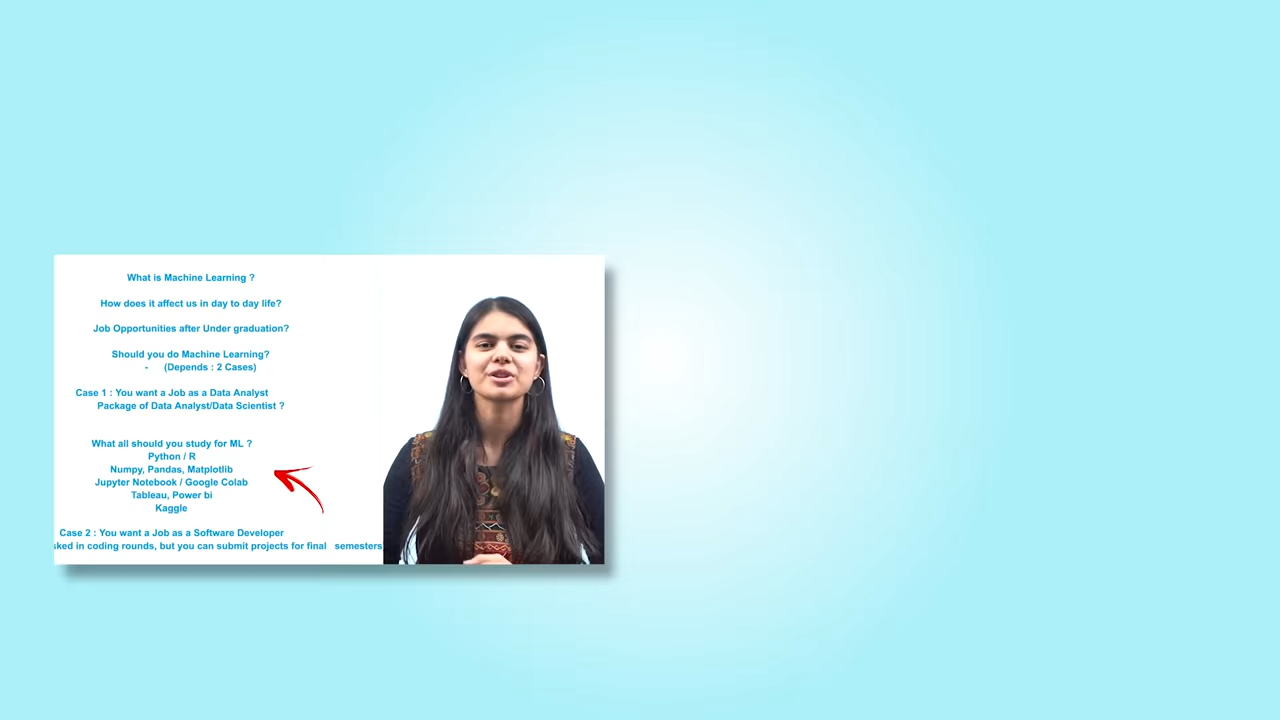 What is Machine Learning ?
How does it affect us in day to day life?
Job Opportunities after Under graduation?
Should you do Machine Learning?
- (Depends : 2 Cases)
Case 1 : You want a Job as a Data Analyst
Package of Data Analyst/Data Scientist ?
What all should you study for ML ?
Python / R
Numpy, Pandas, Matplotlib
Jupyter Notebook / Google Colab
Tableau, Power bi
Kaggle
Case 2 : You want a Job as a Software Developer
in coding rounds, but you can submit projects for final semesters